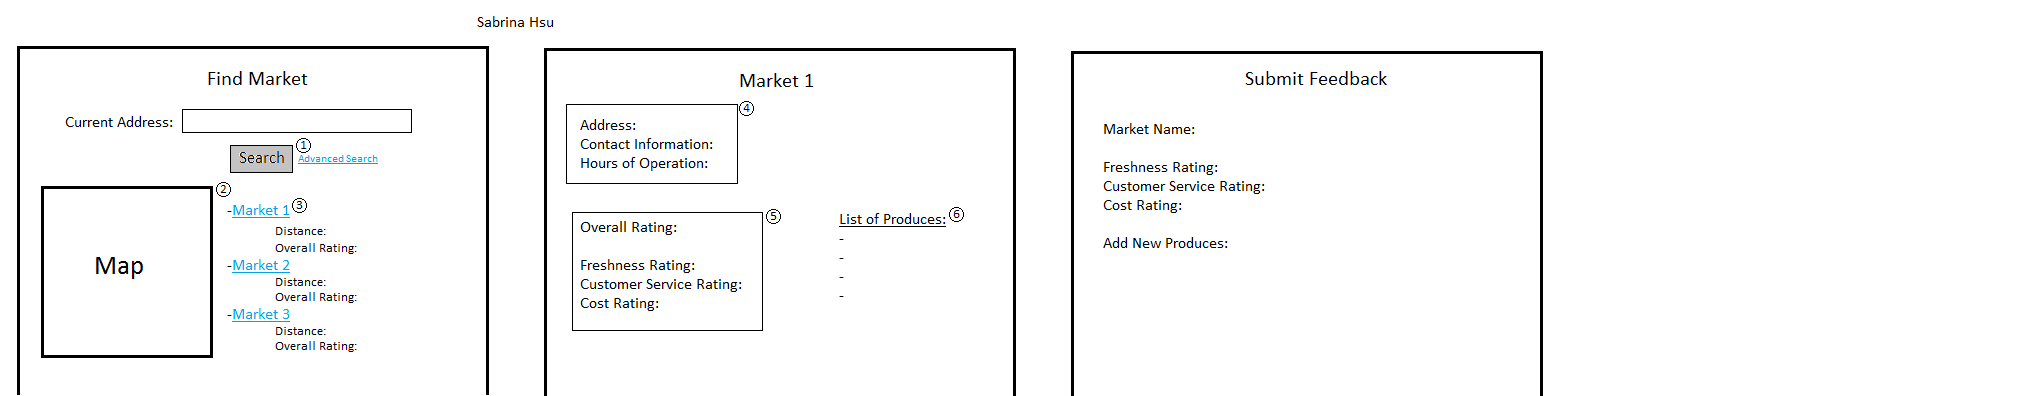 Sabrina Hsu
Find Market
Current Address:
Search ① Advanced Search
②
-Market 1 ③
Distance:
Overall Rating:
-Market 2
Distance:
Overall Rating:
-Market 3
Distance:
Overall Rating:
Map
Market 1
④
Address:
Contact Information:
Hours of Operation:
⑤
Overall Rating:
Freshness Rating:
Customer Service Rating:
Cost Rating:
List of Produces: ⑥
-
-
-
-
Submit Feedback
Market Name:
Freshness Rating:
Customer Service Rating:
Cost Rating:
Add New Produces: